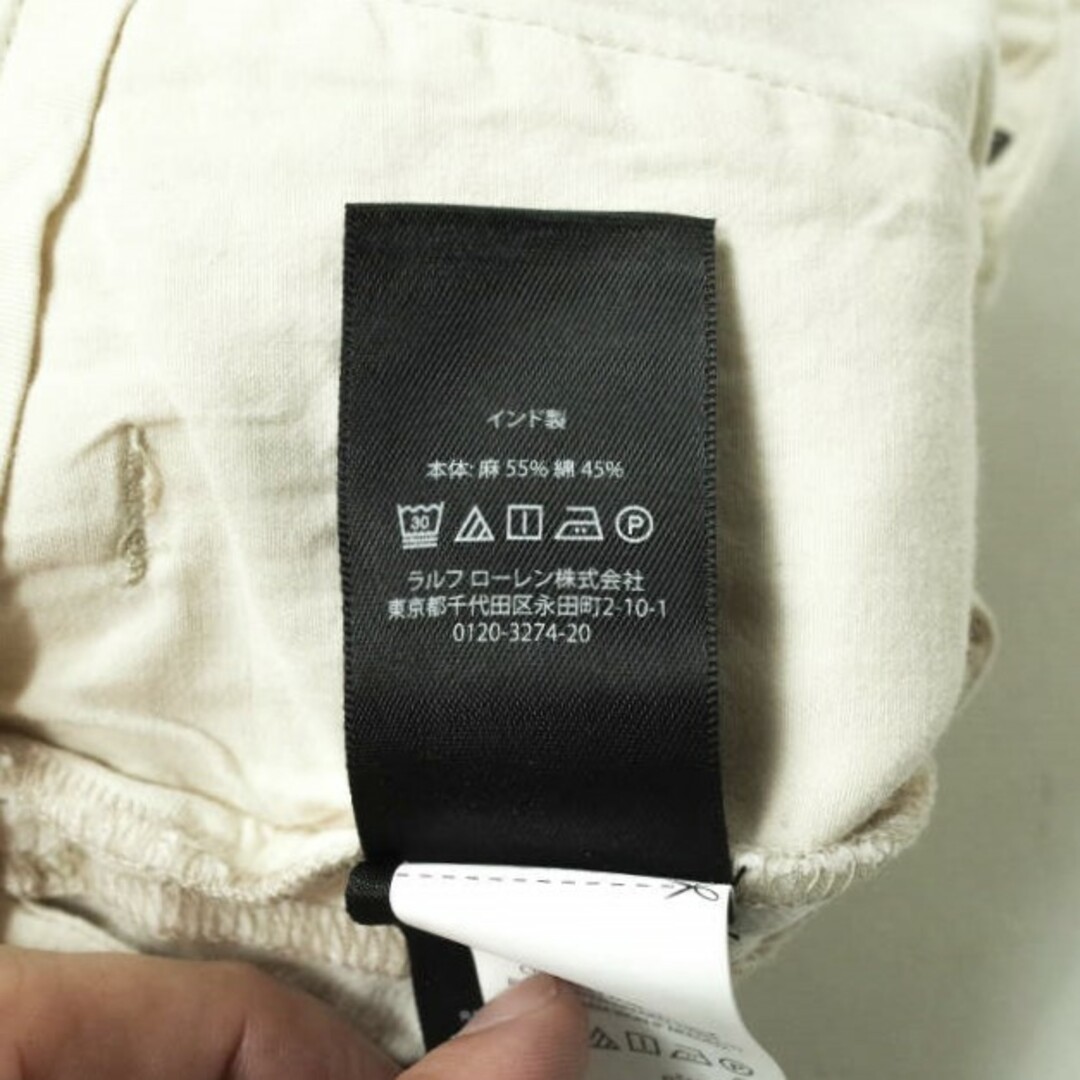 インド製
本体: 麻 55% 綿 45%
30 P
ラルフ ローレン株式会社
東京都千代田区永田町2-10-1
0120-3274-20